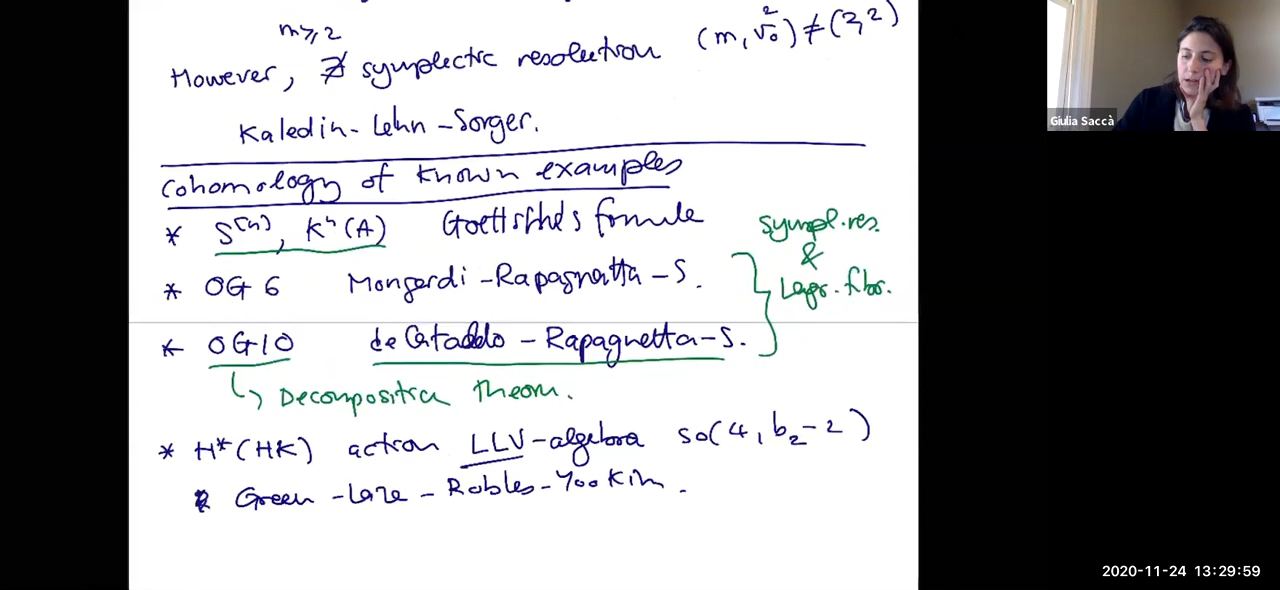 m ≥ 2
However, ∄ symplectic resolution (m, v₀²) ≠ (2, 2)
Kaledin-Lehn-Sorger.
cohomology of known examples
* S^[n], K^n(A) Goettsche's formula
sympl. res.
&
Lagr. fibr.
* OG 6 Mongardi-Rapagnetta-S.
* OG10 de Cataldo-Rapagnetta-S.
↳ Decomposition Theorem.
* H*(HK) action LLV-algebra so(4, b₂-2)
Green-Laza-Robles-Yoo Kim.
Giulia Saccà
2020-11-24 13:29:59